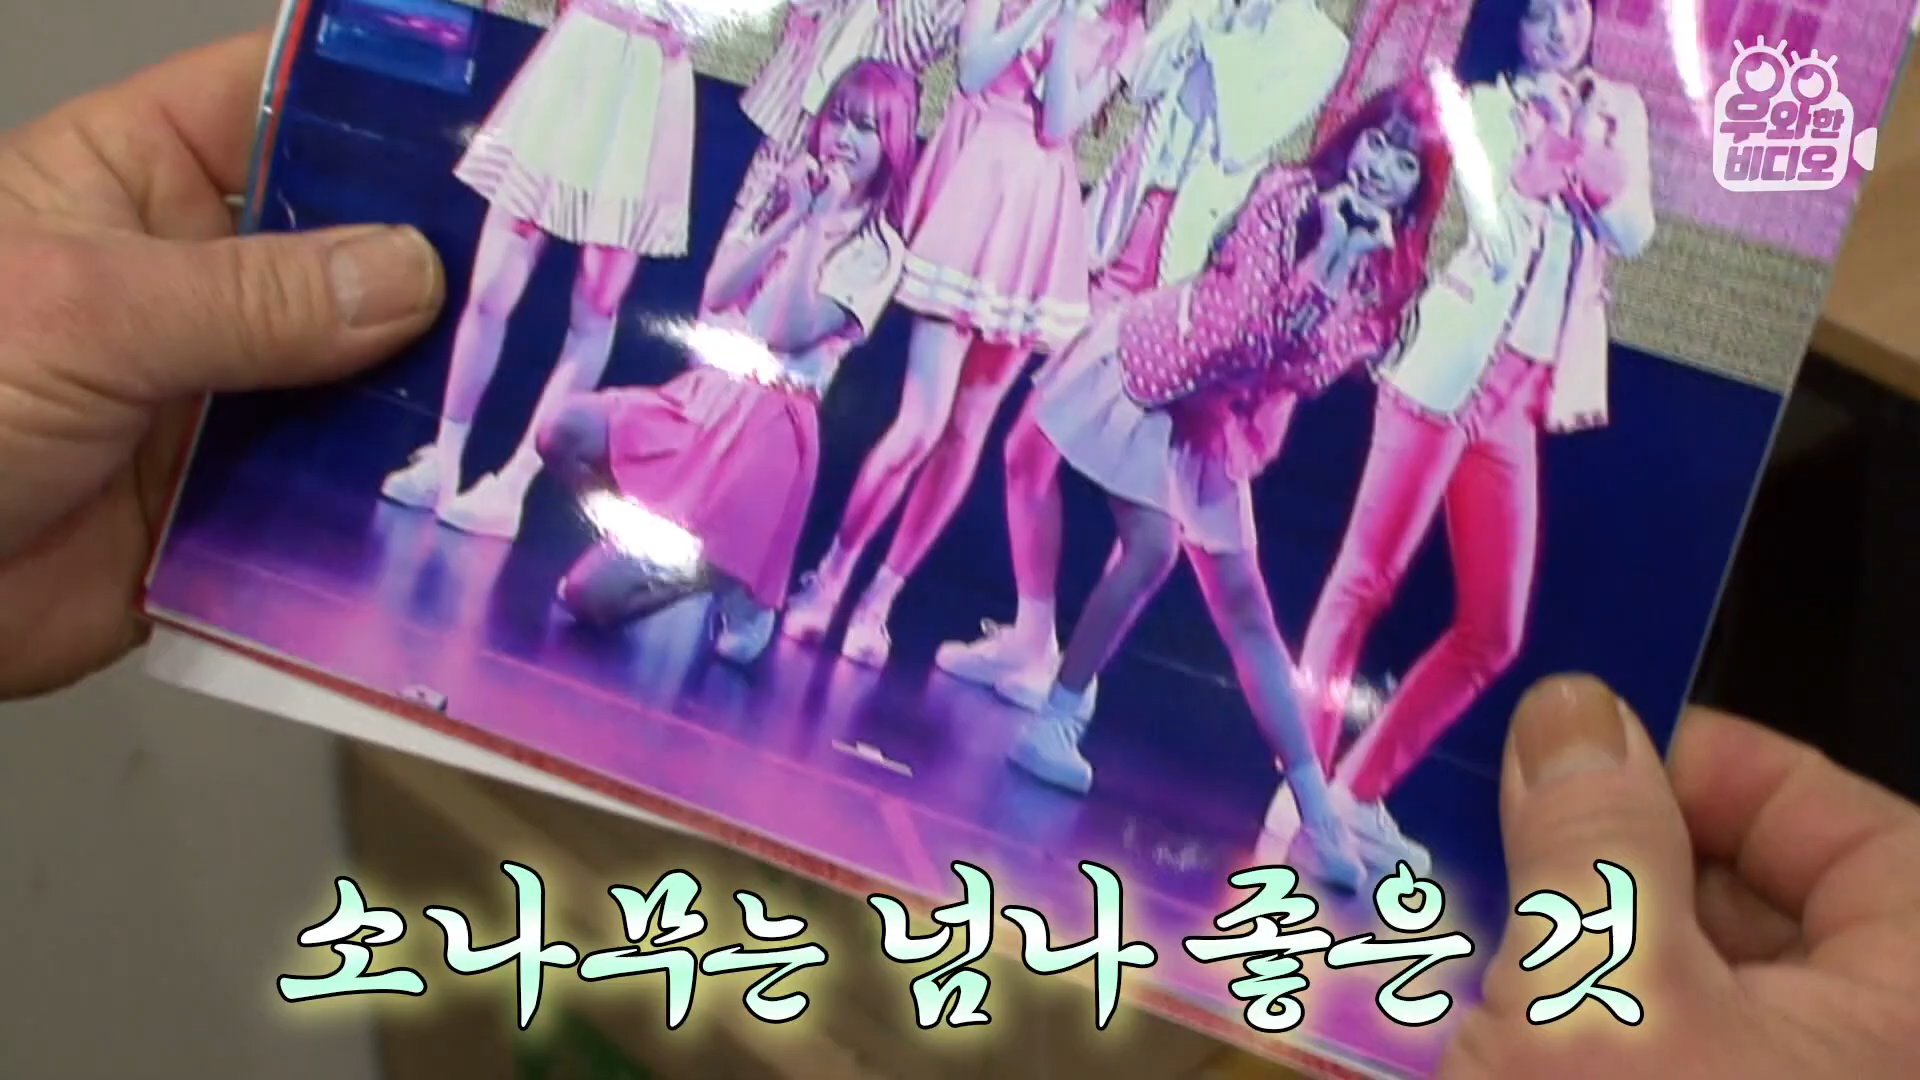 우와한
비디오
소나무는 넘나 좋은 것